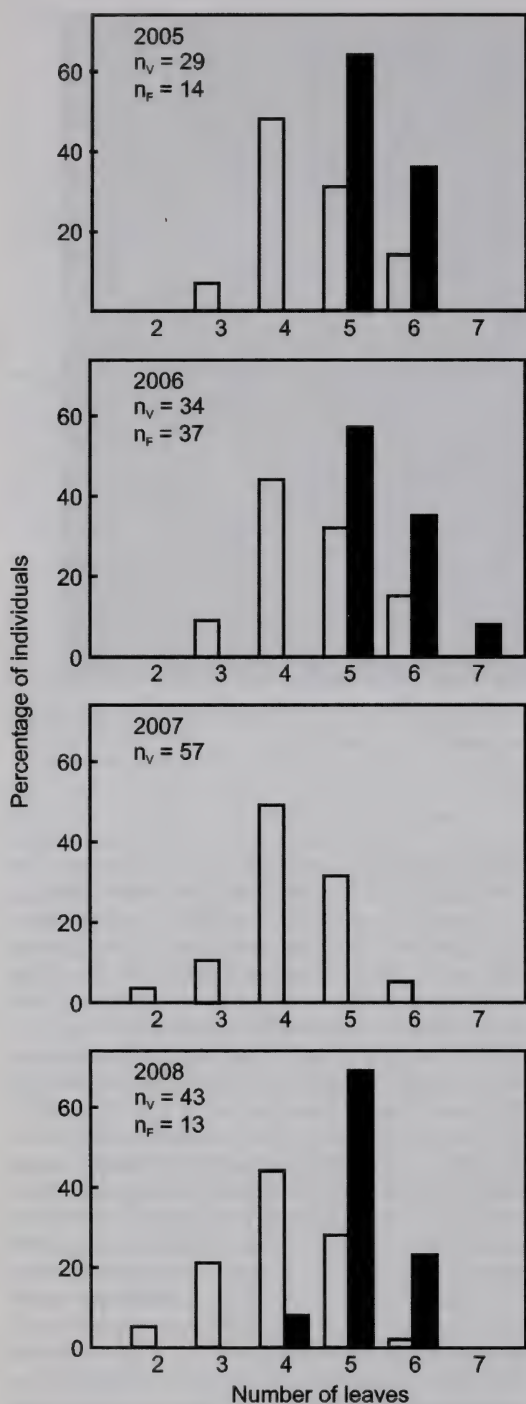 2005
n_V = 29
n_F = 14
60
40
20
2 3 4 5 6 7
2006
n_V = 34
n_F = 37
60
40
20
0
2 3 4 5 6 7
Percentage of individuals
2007
n_V = 57
60
40
20
0
2 3 4 5 6 7
2008
n_V = 43
n_F = 13
60
40
20
0
2 3 4 5 6 7
Number of leaves